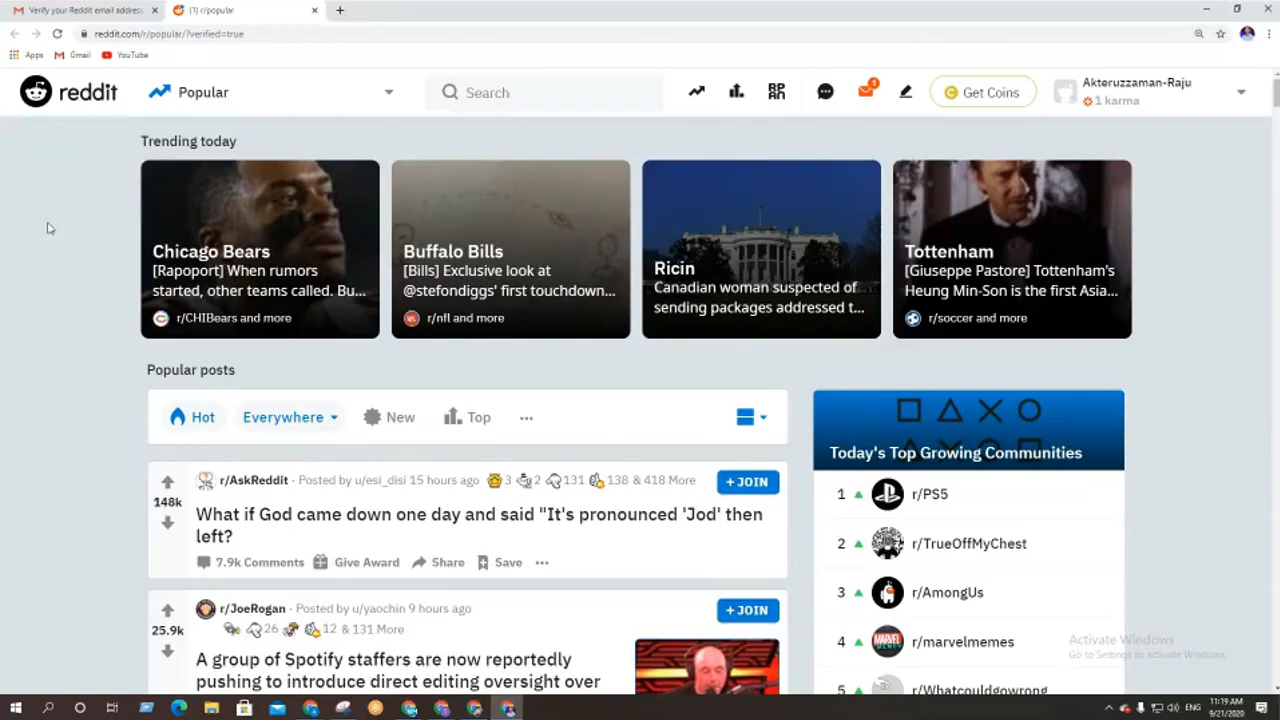 Verify your Reddit email address
(1) r/popular
reddit.com/r/popular/?verified=true
Apps Gmail YouTube
reddit Popular Search 1 Get Coins Akteruzzaman-Raju
1 karma
Trending today
Chicago Bears
[Rapoport] When rumors
started, other teams called. Bu...
r/CHIBears and more
Buffalo Bills
[Bills] Exclusive look at
@stefondiggs' first touchdown...
r/nfl and more
Ricin
Canadian woman suspected of
sending packages addressed t...
Tottenham
[Giuseppe Pastore] Tottenham's
Heung Min-Son is the first Asia...
r/soccer and more
Popular posts
Hot Everywhere New Top ...
r/AskReddit · Posted by u/esi_disi 15 hours ago 3 2 131 138 & 418 More +JOIN
148k
What if God came down one day and said "It's pronounced 'Jod' then
left?
7.9k Comments Give Award Share Save ...
r/JoeRogan · Posted by u/yaochin 9 hours ago +JOIN
26 12 & 131 More
25.9k
A group of Spotify staffers are now reportedly
pushing to introduce direct editing oversight over
Today's Top Growing Communities
1 r/PS5
2 r/TrueOffMyChest
3 r/AmongUs
4 r/marvelmemes
5 r/Whatcouldgowrong
Activate Windows
Go to Settings to activate Windows.
ENG
11:19 AM
9/21/2020